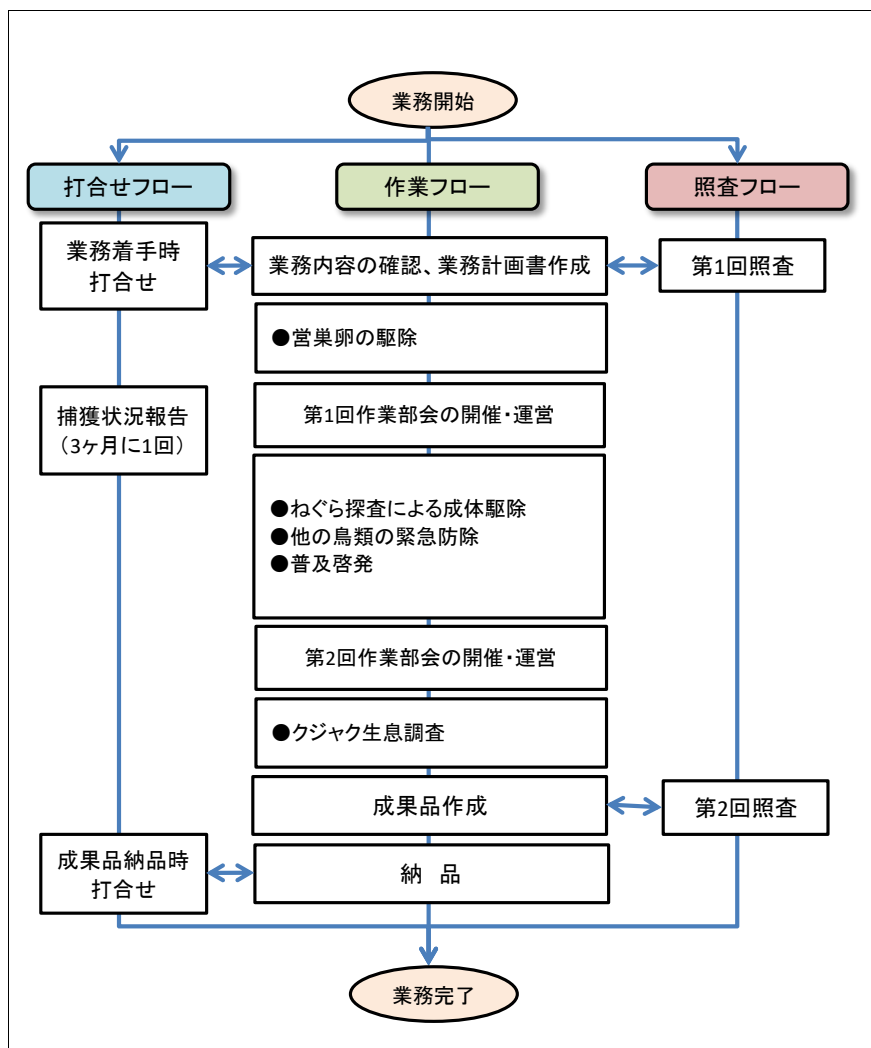 業務開始
打合せフロー
作業フロー
照査フロー
業務着手時
打合せ
業務内容の確認、業務計画書作成
第1回照査
●営巣卵の駆除
捕獲状況報告
（3ヶ月に1回）
第1回作業部会の開催・運営
●ねぐら探査による成体駆除
●他の鳥類の緊急防除
●普及啓発
第2回作業部会の開催・運営
●クジャク生息調査
成果品作成
第2回照査
成果品納品時
打合せ
納　品
業務完了